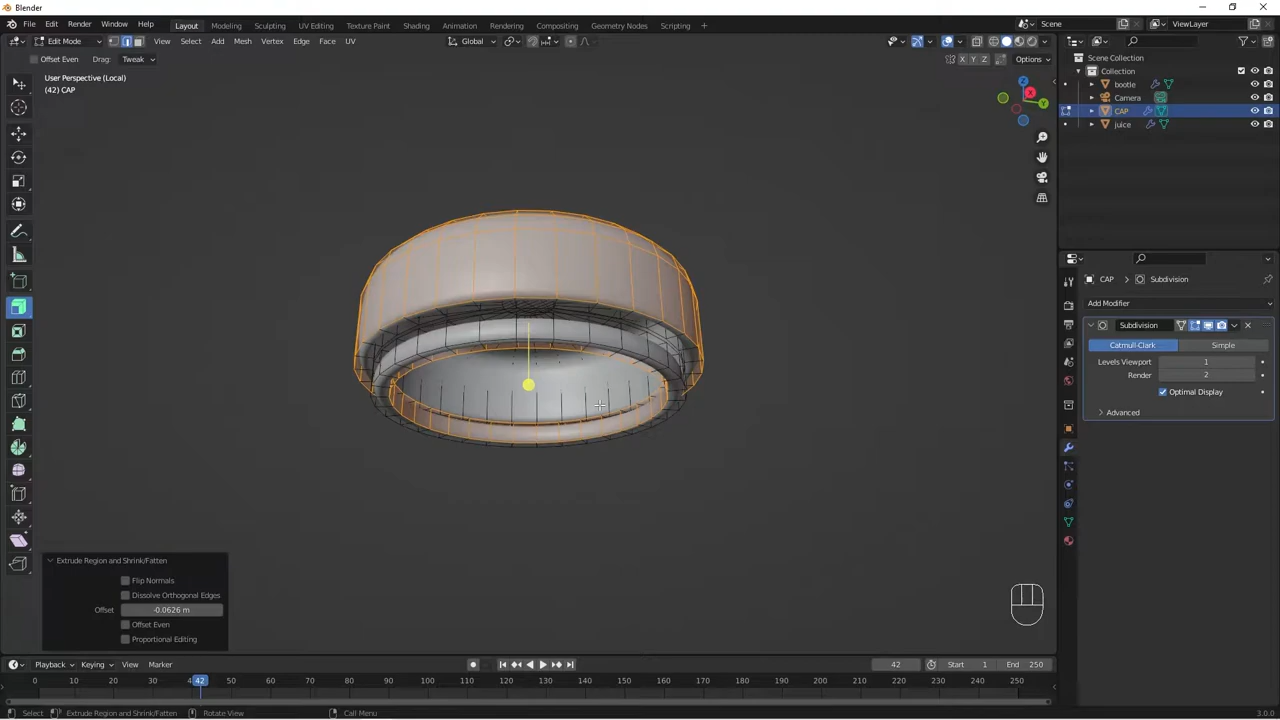 Blender
File Edit Render Window Help Layout Modeling Sculpting UV Editing Texture Paint Shading Animation Rendering Compositing Geometry Nodes Scripting + Scene ViewLayer
Edit Mode View Select Add Mesh Vertex Edge Face UV Global
Offset Even Drag: Tweak X Y Z Options
User Perspective (Local)
(42) CAP
Z
X
Y
Scene Collection
Collection
bootle
Camera
CAP
juice
CAP Subdivision
Add Modifier
Subdivision
Catmull-Clark Simple
Levels Viewport 1
Render 2
Optimal Display
Advanced
Extrude Region and Shrink/Fatten
Flip Normals
Dissolve Orthogonal Edges
Offset -0.0626 m
Offset Even
Proportional Editing
Playback Keying View Marker 42 Start 1 End 250
0 10 20 30 4 42 50 60 70 80 90 100 110 120 130 140 150 160 170 180 190 200 210 220 230 240 250
Select Extrude Region and Shrink/Fatten Rotate View Call Menu 3.0.0